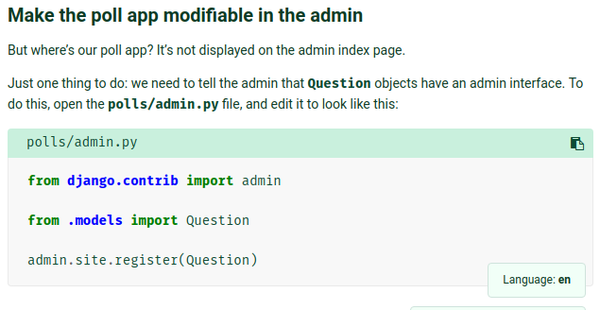 Make the poll app modifiable in the admin
But where’s our poll app? It’s not displayed on the admin index page.
Just one thing to do: we need to tell the admin that Question objects have an admin interface. To
do this, open the polls/admin.py file, and edit it to look like this:
polls/admin.py
from django.contrib import admin
from .models import Question
admin.site.register(Question)
Language: en